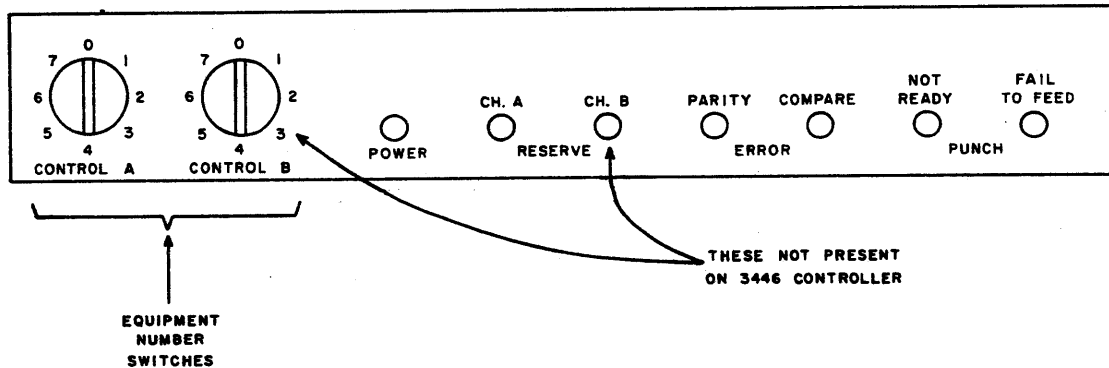 0
7 1
6 2
5 3
4
CONTROL A
0
7 1
6 2
5 3
4
CONTROL B
POWER
CH. A
CH. B
RESERVE
PARITY
COMPARE
ERROR
NOT
READY
FAIL
TO FEED
PUNCH
THESE NOT PRESENT
ON 3446 CONTROLLER
EQUIPMENT
NUMBER
SWITCHES